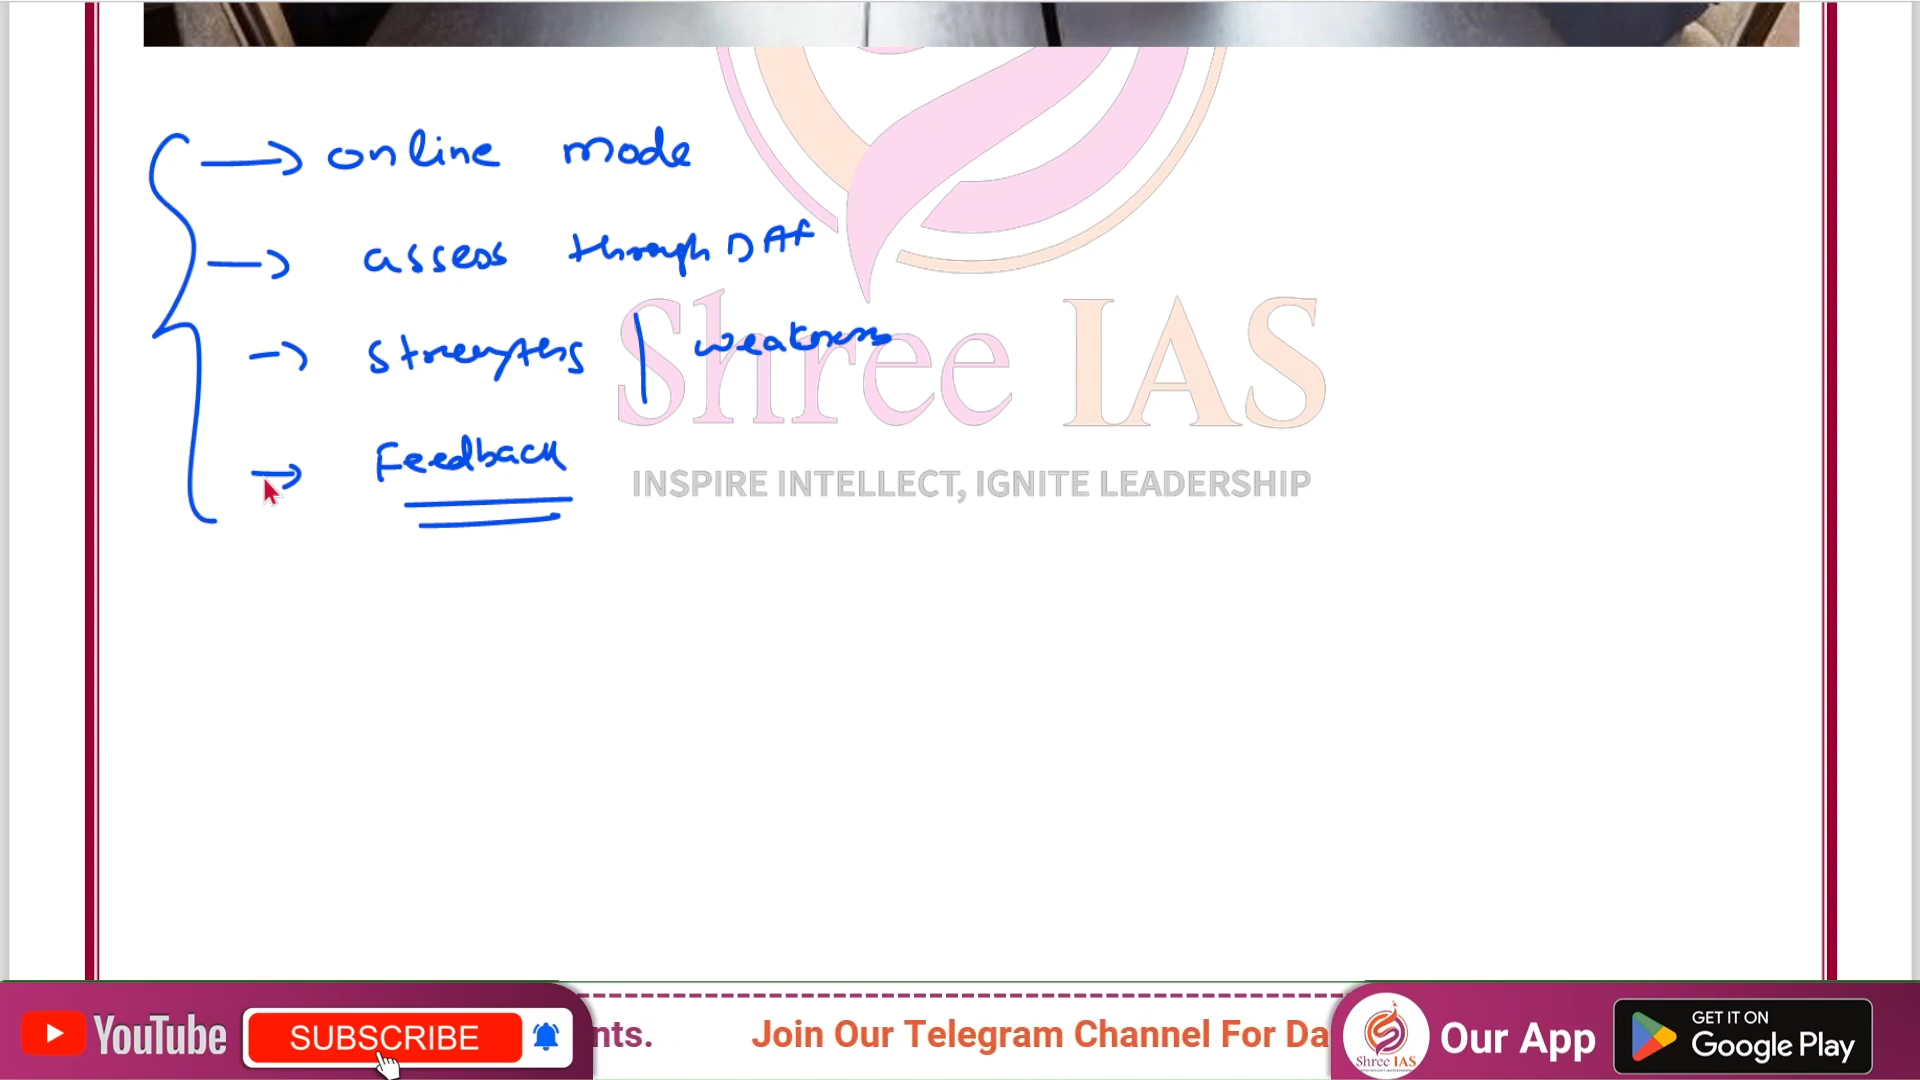 → online mode
→ assess through DAF
→ strengths | weakness
→ Feedback
Shree IAS
INSPIRE INTELLECT, IGNITE LEADERSHIP
YouTube SUBSCRIBE
nts. Join Our Telegram Channel For Da
Shree IAS
Our App
GET IT ON
Google Play